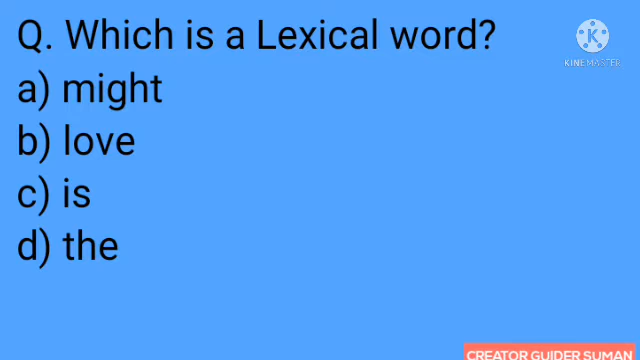 Q. Which is a Lexical word?
KINEMASTER
a) might
b) love
c) is
d) the
CREATOR GUIDER SUMAN